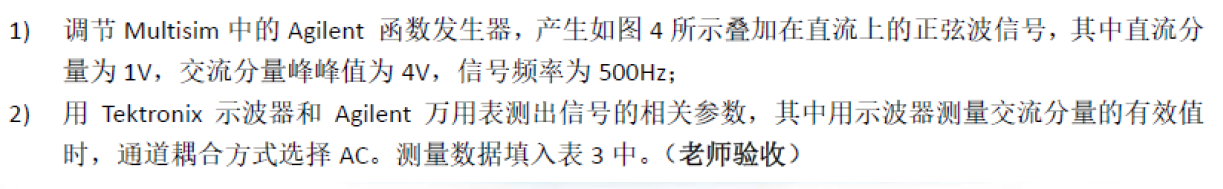 1) 调节 Multisim 中的 Agilent 函数发生器，产生如图 4 所示叠加在直流上的正弦波信号，其中直流分
量为 1V，交流分量峰峰值为 4V，信号频率为 500Hz；
2) 用 Tektronix 示波器和 Agilent 万用表测出信号的相关参数，其中用示波器测量交流分量的有效值
时，通道耦合方式选择 AC。测量数据填入表 3 中。（老师验收）